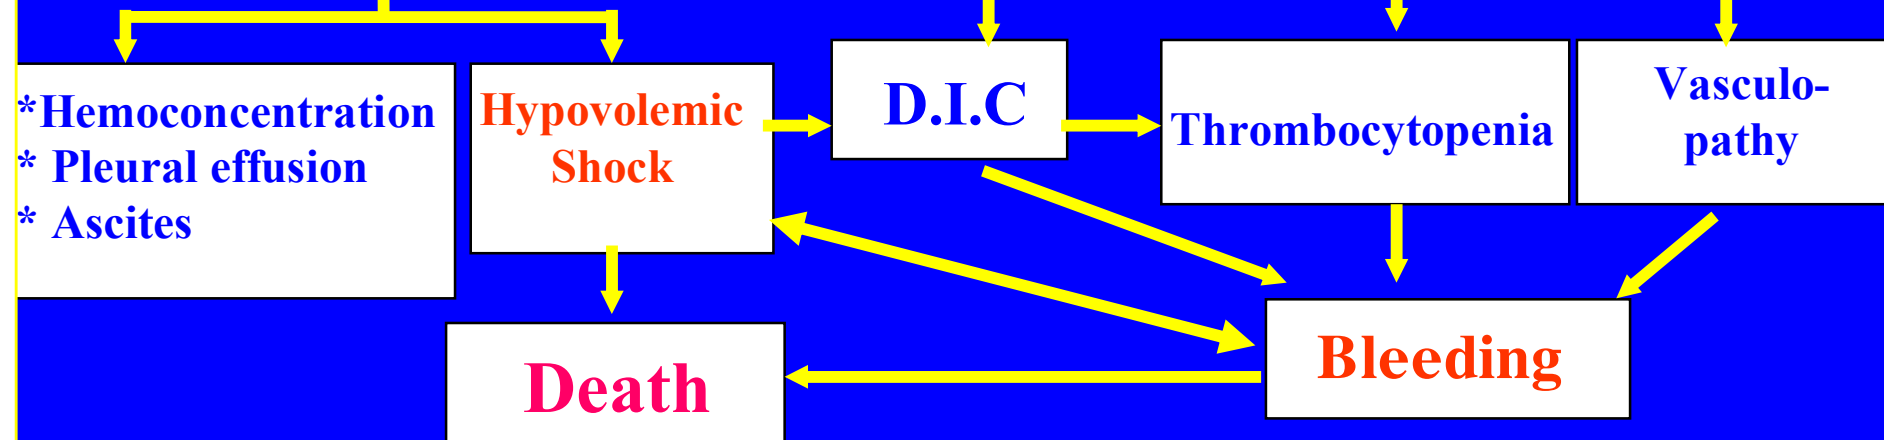 *Hemoconcentration
* Pleural effusion
* Ascites
Hypovolemic
Shock
D.I.C
Thrombocytopenia
Vasculo-
pathy
Death
Bleeding